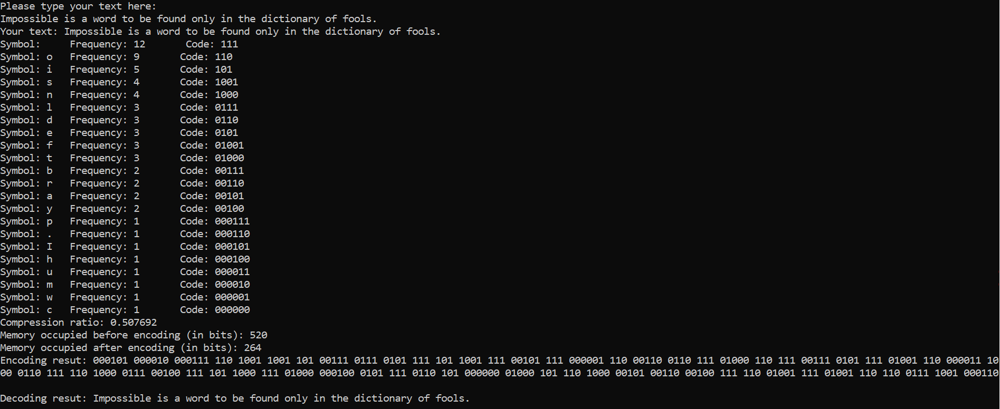 Please type your text here:
Impossible is a word to be found only in the dictionary of fools.
Your text: Impossible is a word to be found only in the dictionary of fools.
Symbol:     Frequency: 12       Code: 111
Symbol: o   Frequency: 9       Code: 110
Symbol: i   Frequency: 5       Code: 101
Symbol: s   Frequency: 4       Code: 1001
Symbol: n   Frequency: 4       Code: 1000
Symbol: l   Frequency: 3       Code: 0111
Symbol: d   Frequency: 3       Code: 0110
Symbol: e   Frequency: 3       Code: 0101
Symbol: f   Frequency: 3       Code: 01001
Symbol: t   Frequency: 3       Code: 01000
Symbol: b   Frequency: 2       Code: 00111
Symbol: r   Frequency: 2       Code: 00110
Symbol: a   Frequency: 2       Code: 00101
Symbol: y   Frequency: 2       Code: 00100
Symbol: p   Frequency: 1       Code: 000111
Symbol: .   Frequency: 1       Code: 000110
Symbol: I   Frequency: 1       Code: 000101
Symbol: h   Frequency: 1       Code: 000100
Symbol: u   Frequency: 1       Code: 000011
Symbol: m   Frequency: 1       Code: 000010
Symbol: w   Frequency: 1       Code: 000001
Symbol: c   Frequency: 1       Code: 000000
Compression ratio: 0.507692
Memory occupied before encoding (in bits): 520
Memory occupied after encoding (in bits): 264
Encoding resut: 000101 000010 000111 110 1001 1001 101 00111 0111 0101 111 101 1001 111 00101 111 000001 110 00110 0110 111 01000 110 111 00111 0101 111 01001 110 000011 10
00 0110 111 110 1000 0111 00100 111 101 1000 111 01000 000100 0101 111 0110 101 000000 01000 101 110 1000 00101 00110 00100 111 110 01001 111 01001 110 110 0111 1001 000110
Decoding resut: Impossible is a word to be found only in the dictionary of fools.